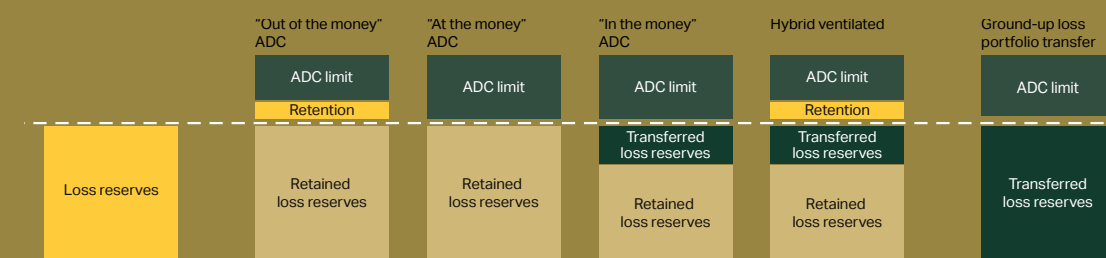 "Out of the money"
ADC
"At the money"
ADC
"In the money"
ADC
Hybrid ventilated
Ground-up loss
portfolio transfer
ADC limit
Retention
ADC limit
ADC limit
ADC limit
Retention
ADC limit
Loss reserves
Retained
loss reserves
Retained
loss reserves
Transferred
loss reserves
Retained
loss reserves
Transferred
loss reserves
Retained
loss reserves
Transferred
loss reserves